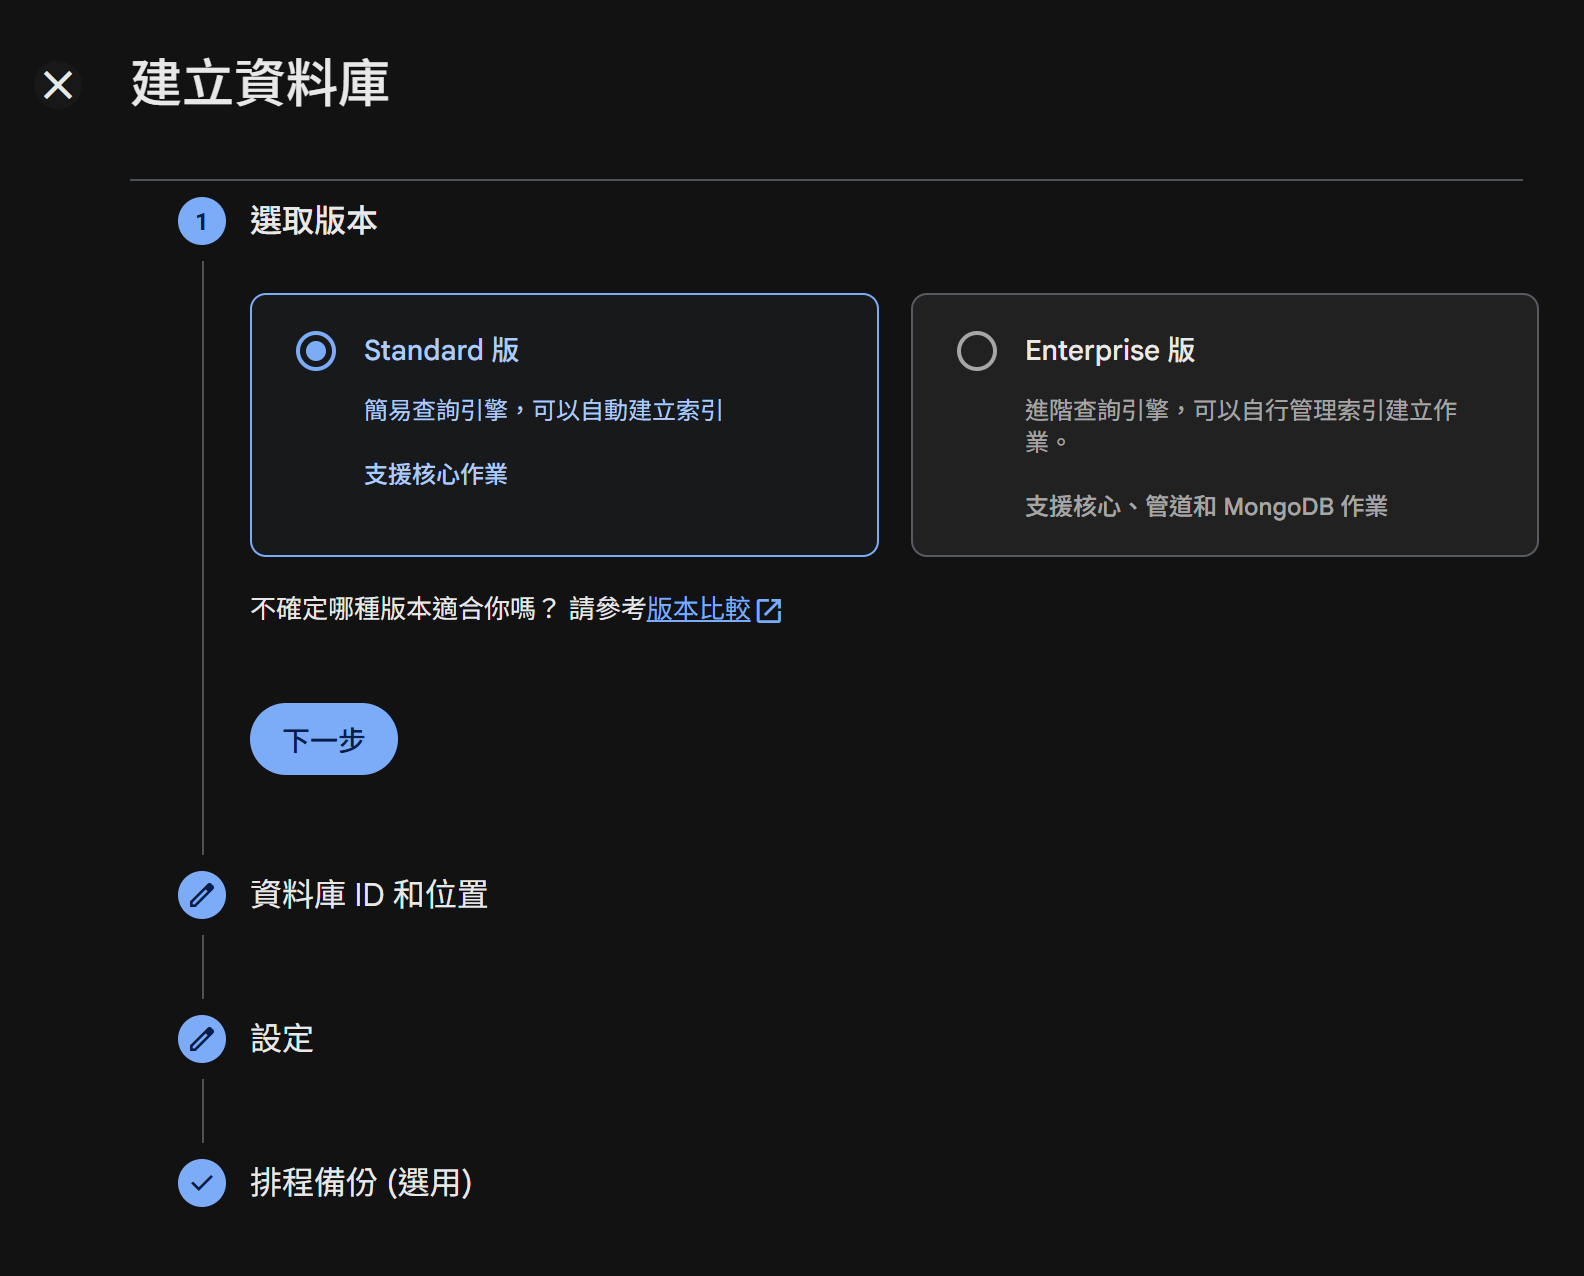 建立資料庫
1 選取版本
Standard 版
簡易查詢引擎，可以自動建立索引
支援核心作業
Enterprise 版
進階查詢引擎，可以自行管理索引建立作
業。
支援核心、管道和 MongoDB 作業
不確定哪種版本適合你嗎？ 請參考版本比較
下一步
資料庫 ID 和位置
設定
排程備份 (選用)